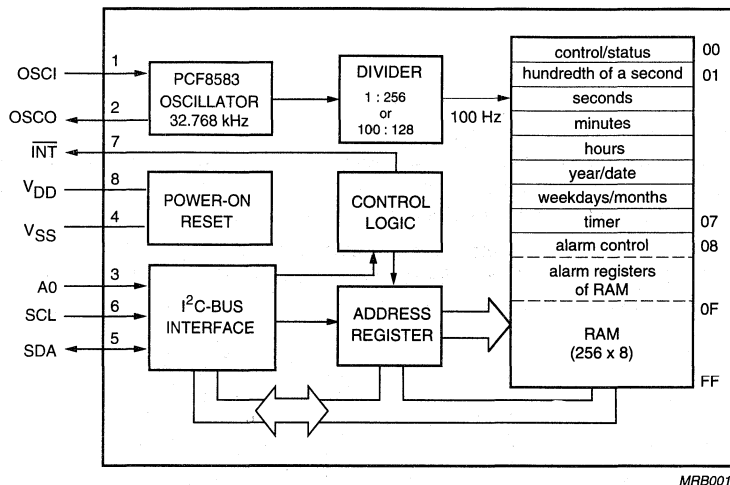 OSCI
1
OSCO
2
INT
7
VDD
8
VSS
4
A0
3
SCL
6
SDA
5
PCF8583
OSCILLATOR
32.768 kHz
DIVIDER
1 : 256
or
100 : 128
100 Hz
POWER-ON
RESET
CONTROL
LOGIC
I²C-BUS
INTERFACE
ADDRESS
REGISTER
control/status
00
hundredth of a second
01
seconds
minutes
hours
year/date
weekdays/months
timer
07
alarm control
08
alarm registers
of RAM
0F
RAM
(256 x 8)
FF
MRB001